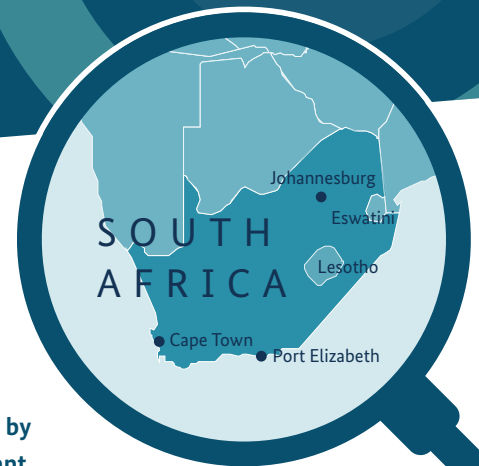 Johannesburg
Eswatini
SOUTH
AFRICA
Lesotho
Cape Town
Port Elizabeth
by